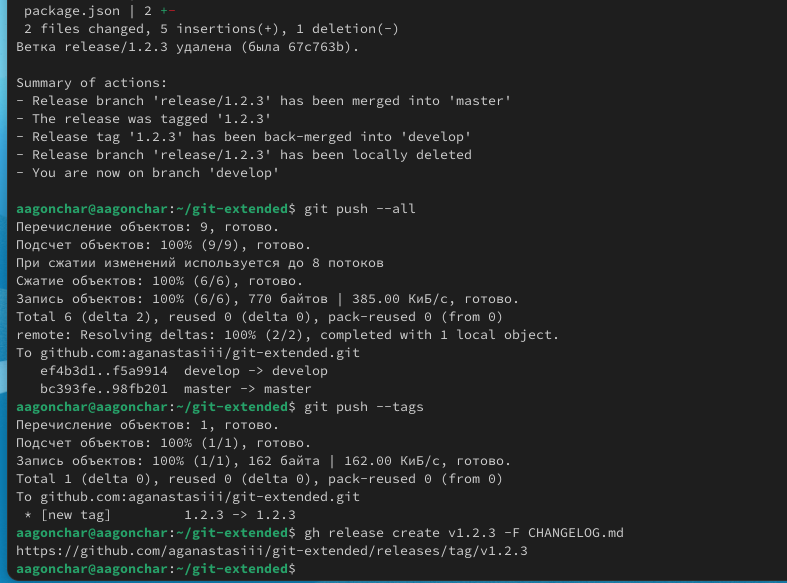 package.json | 2 +-
2 files changed, 5 insertions(+), 1 deletion(-)
Ветка release/1.2.3 удалена (была 67c763b).
Summary of actions:
- Release branch 'release/1.2.3' has been merged into 'master'
- The release was tagged '1.2.3'
- Release tag '1.2.3' has been back-merged into 'develop'
- Release branch 'release/1.2.3' has been locally deleted
- You are now on branch 'develop'
aagonchar@aagonchar:~/git-extended$ git push --all
Перечисление объектов: 9, готово.
Подсчет объектов: 100% (9/9), готово.
При сжатии изменений используется до 8 потоков
Сжатие объектов: 100% (6/6), готово.
Запись объектов: 100% (6/6), 770 байтов | 385.00 КиБ/с, готово.
Total 6 (delta 2), reused 0 (delta 0), pack-reused 0 (from 0)
remote: Resolving deltas: 100% (2/2), completed with 1 local object.
To github.com:aganastasiii/git-extended.git
ef4b3d1..f5a9914  develop -> develop
bc393fe..98fb201  master -> master
aagonchar@aagonchar:~/git-extended$ git push --tags
Перечисление объектов: 1, готово.
Подсчет объектов: 100% (1/1), готово.
Запись объектов: 100% (1/1), 162 байта | 162.00 КиБ/с, готово.
Total 1 (delta 0), reused 0 (delta 0), pack-reused 0 (from 0)
To github.com:aganastasiii/git-extended.git
* [new tag]         1.2.3 -> 1.2.3
aagonchar@aagonchar:~/git-extended$ gh release create v1.2.3 -F CHANGELOG.md
https://github.com/aganastasiii/git-extended/releases/tag/v1.2.3
aagonchar@aagonchar:~/git-extended$